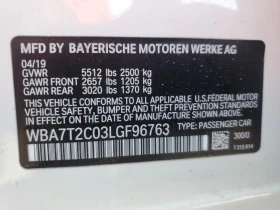 MFD BY BAYERISCHE MOTOREN WERKE AG
04/19
GVWR 5512 lbs 2500 kg
GAWR FRONT 2657 lbs 1205 kg
GAWR REAR 3020 lbs 1370 kg
THIS VEHICLE CONFORMS TO ALL APPLICABLE
U.S. FEDERAL MOTOR VEHICLE SAFETY,
BUMPER, AND THEFT PREVENTION STANDARDS
IN EFFECT ON THE DATE OF MANUFACTURE
SHOWN ABOVE.
WBA7T2C03LGF96763
PASSENGER CAR
300/0